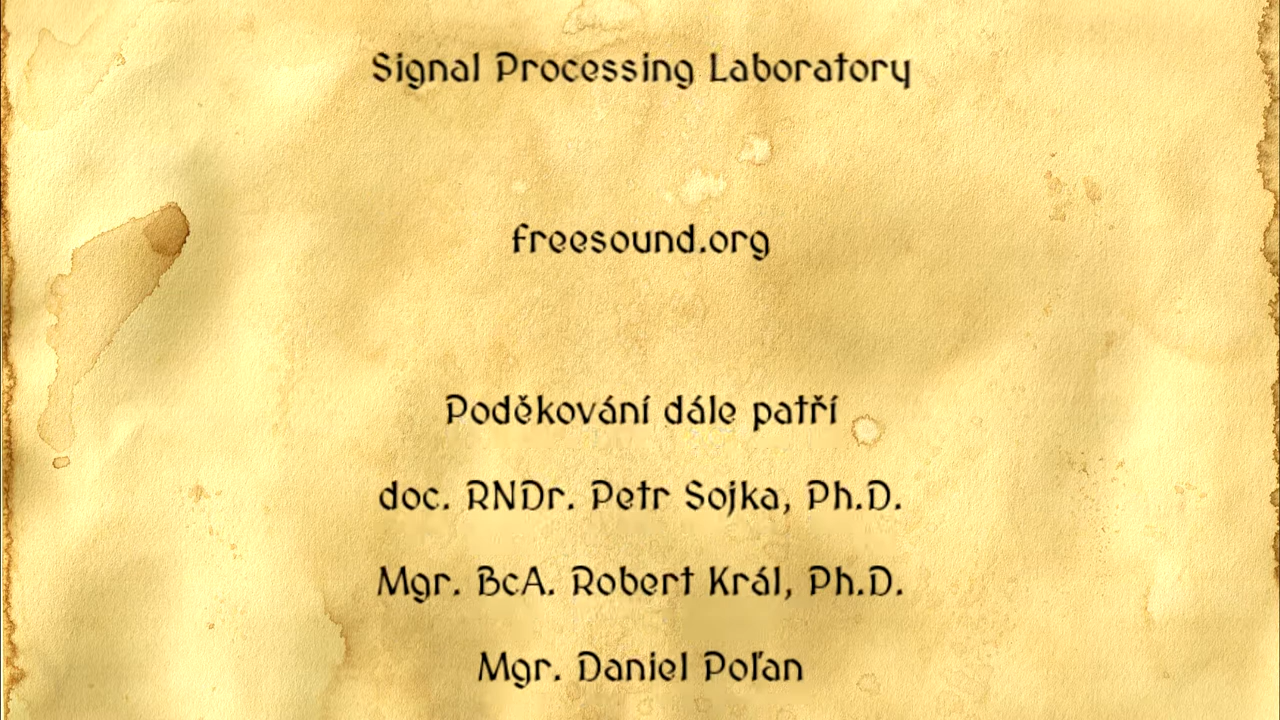 Signal Processing Laboratory
freesound.org
Poděkování dále patří
doc. RNDr. Petr Sojka, Ph.D.
Mgr. BcA. Robert Král, Ph.D.
Mgr. Daniel Poľan